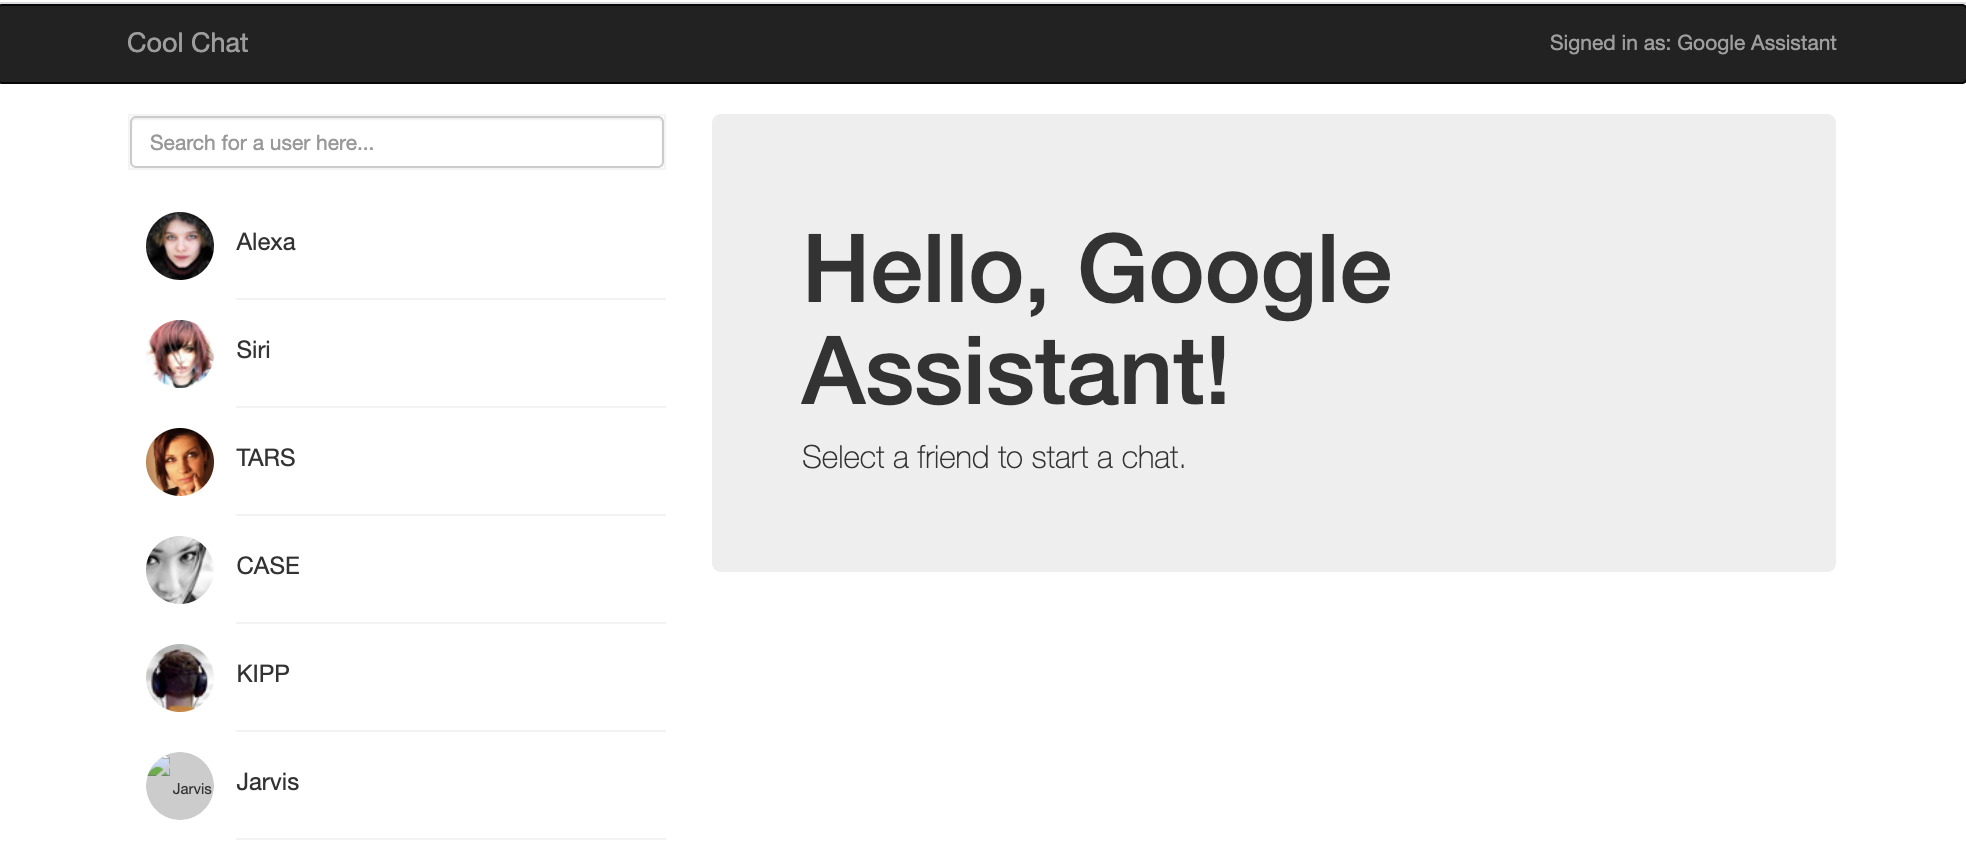 Cool Chat
Signed in as: Google Assistant
Search for a user here...
Alexa
Siri
TARS
CASE
KIPP
Jarvis
Jarvis
Hello, Google
Assistant!
Select a friend to start a chat.